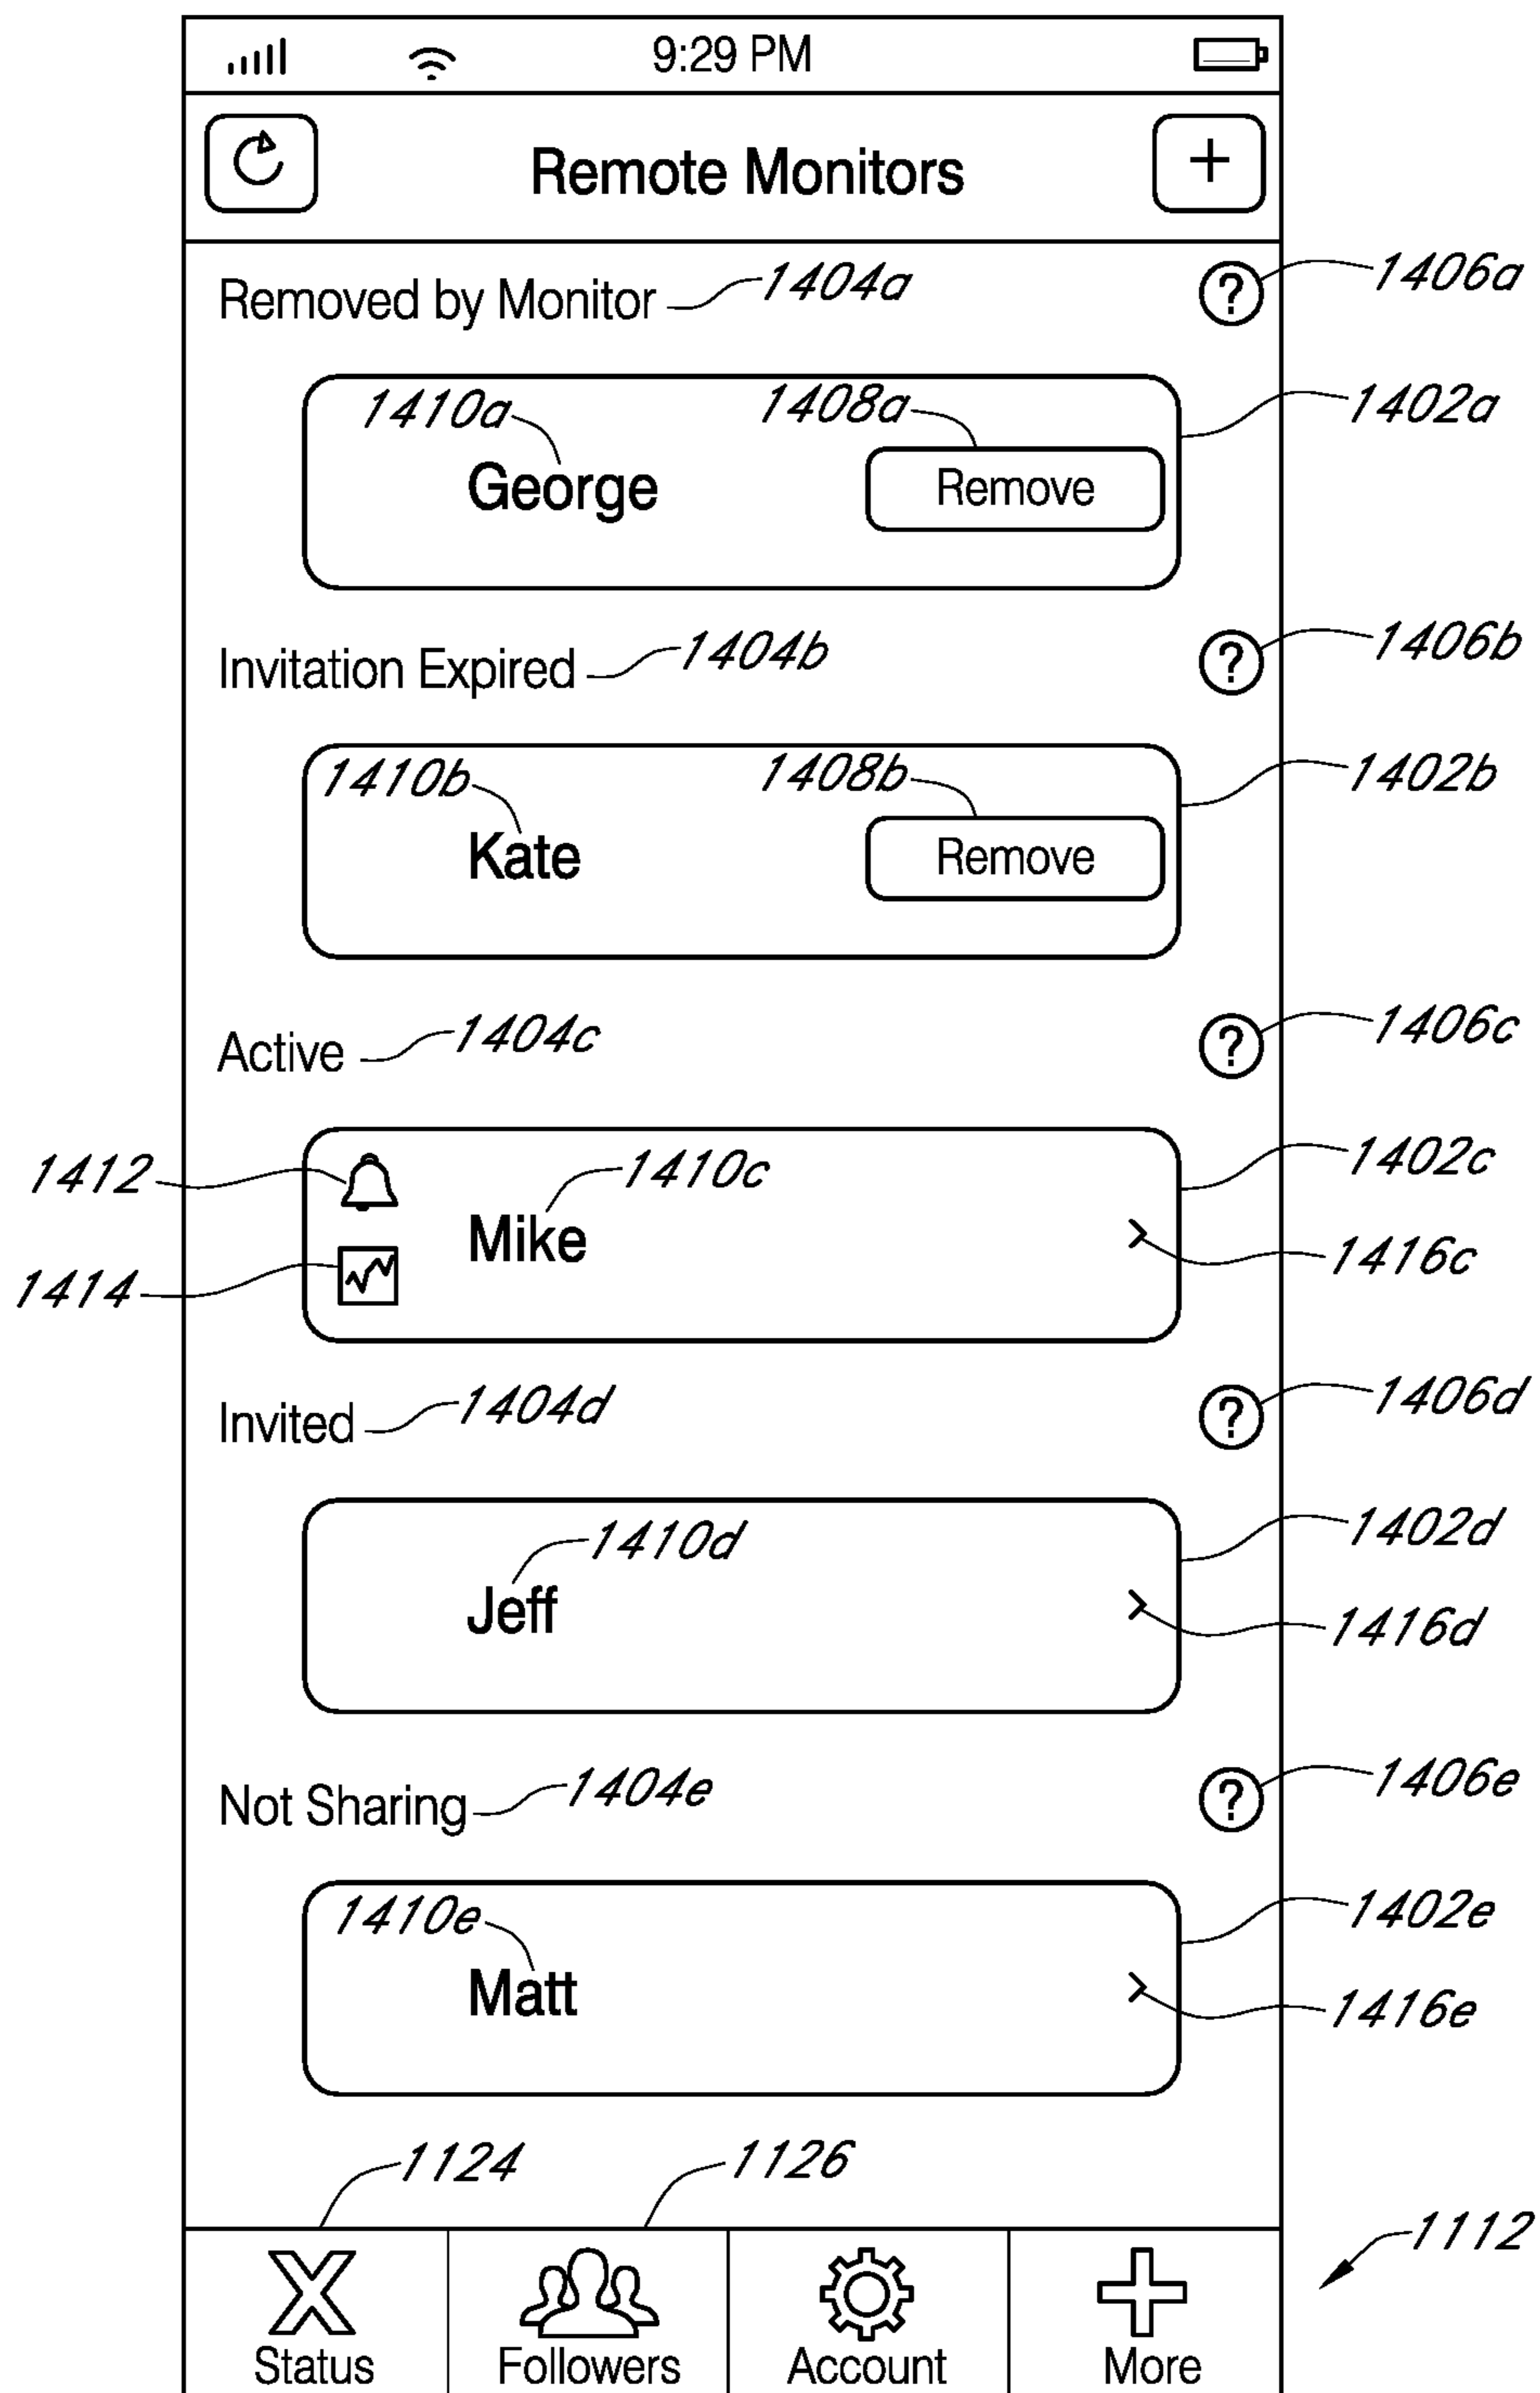 9:29 PM
Remote Monitors
+
Removed by Monitor 1404a ? 1406a
1410a 1408a 1402a
George Remove
Invitation Expired 1404b ? 1406b
1410b 1408b 1402b
Kate Remove
Active 1404c ? 1406c
1412 1410c 1402c
Mike > 1416c
1414
Invited 1404d ? 1406d
1410d 1402d
Jeff > 1416d
Not Sharing 1404e ? 1406e
1410e 1402e
Matt > 1416e
1124 1126
1112
X
Status Followers Account More